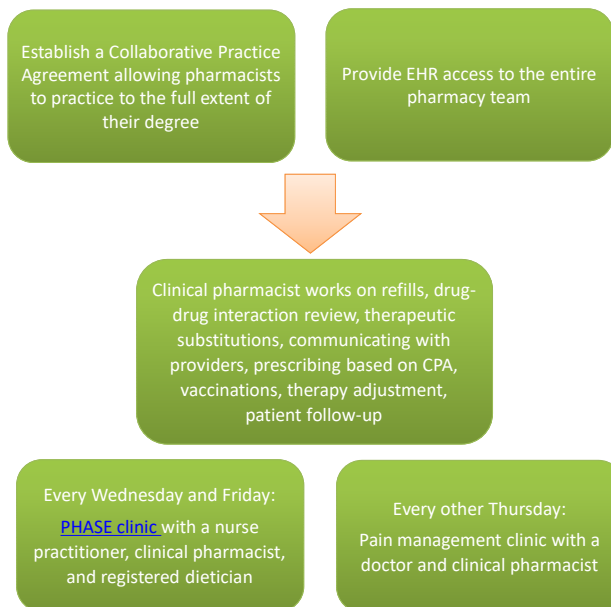 Establish a Collaborative Practice
Agreement allowing pharmacists
to practice to the full extent of
their degree
Provide EHR access to the entire
pharmacy team
Clinical pharmacist works on refills, drug-
drug interaction review, therapeutic
substitutions, communicating with
providers, prescribing based on CPA,
vaccinations, therapy adjustment,
patient follow-up
Every Wednesday and Friday:
PHASE clinic with a nurse
practitioner, clinical pharmacist,
and registered dietician
Every other Thursday:
Pain management clinic with a
doctor and clinical pharmacist